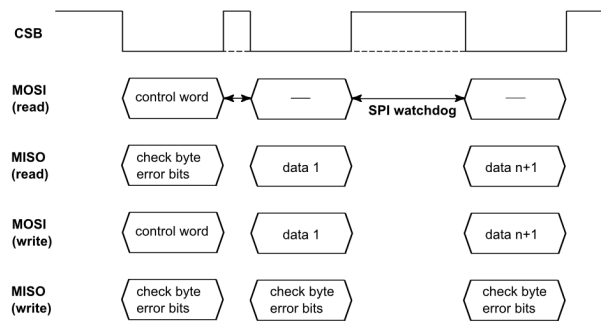 CSB
MOSI
(read)
control word
SPI watchdog
MISO
(read)
check byte
error bits
data 1
data n+1
MOSI
(write)
control word
data 1
data n+1
MISO
(write)
check byte
error bits
check byte
error bits
check byte
error bits